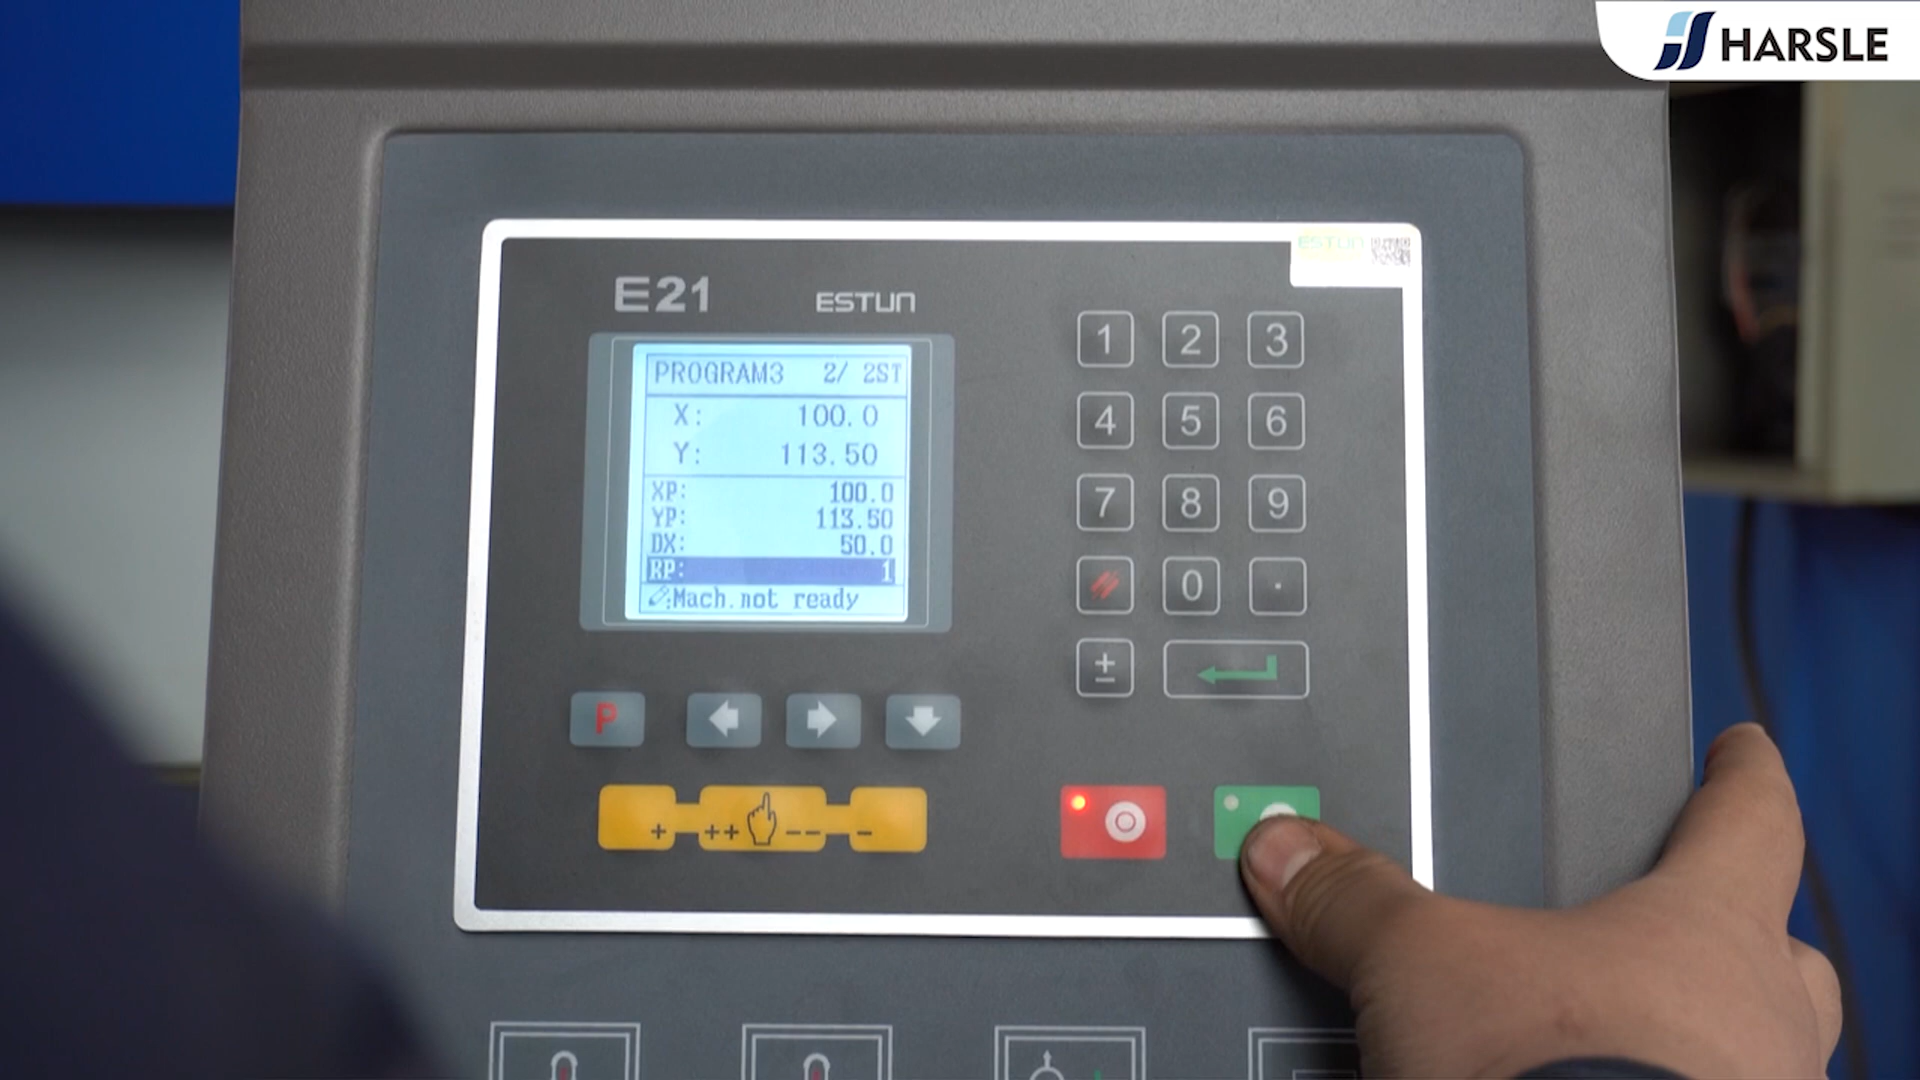 HARSLE
ESTUN
E21 ESTUN
PROGRAM3 2/ 2ST
X: 100.0
Y: 113.50
XP: 100.0
YP: 113.50
DX: 50.0
RP: 1
:Mach.not ready
1 2 3
4 5 6
7 8 9
0 .
±
P
+ ++ -- -